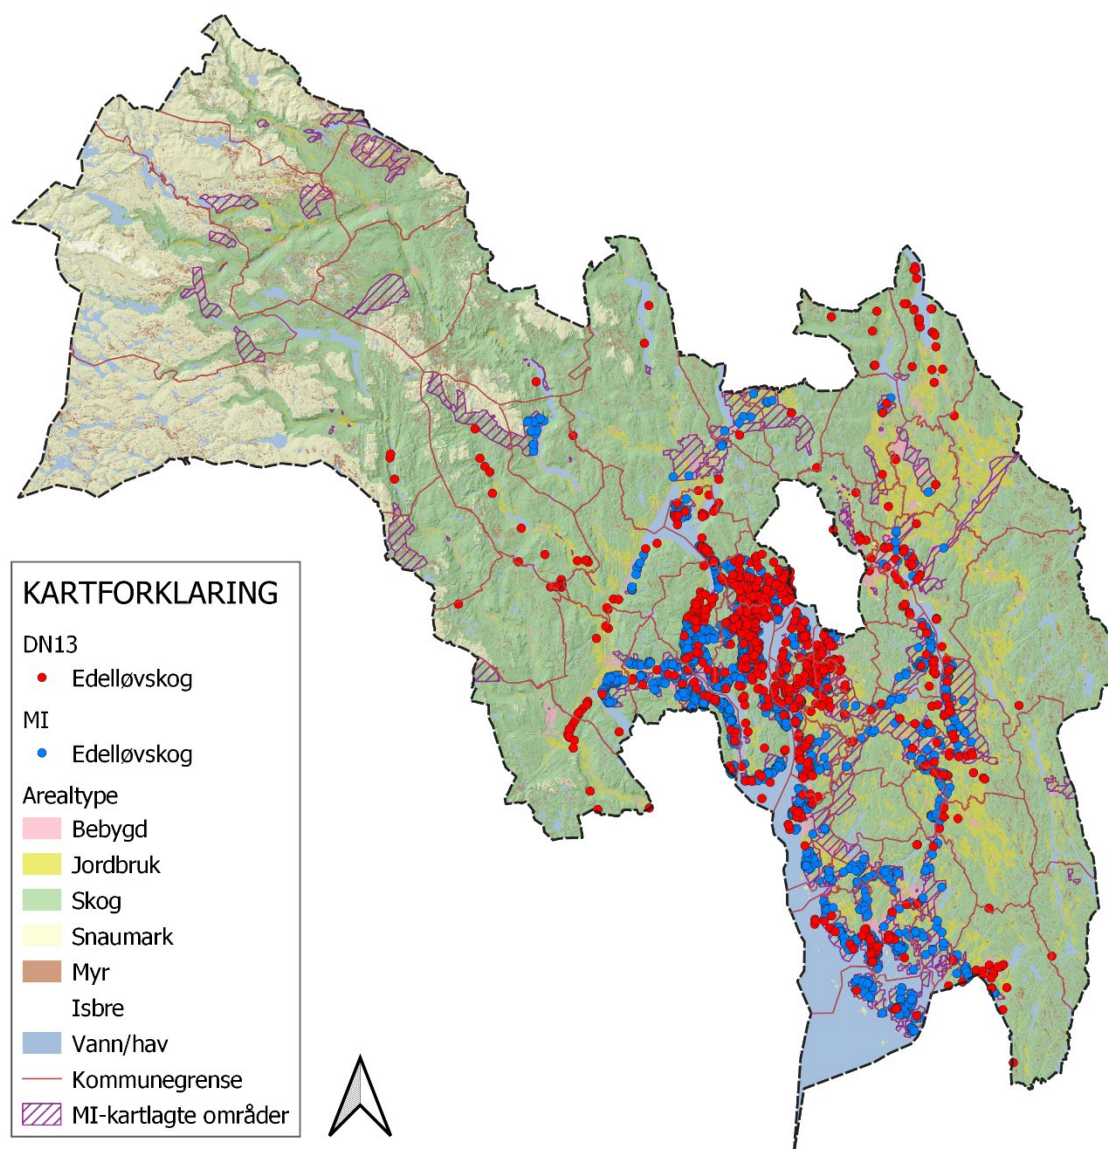 KARTFORKLARING
DN13
Edelløvskog
MI
Edelløvskog
Arealtype
Bebygd
Jordbruk
Skog
Snaumark
Myr
Isbre
Vann/hav
Kommunegrense
MI-kartlagte områder